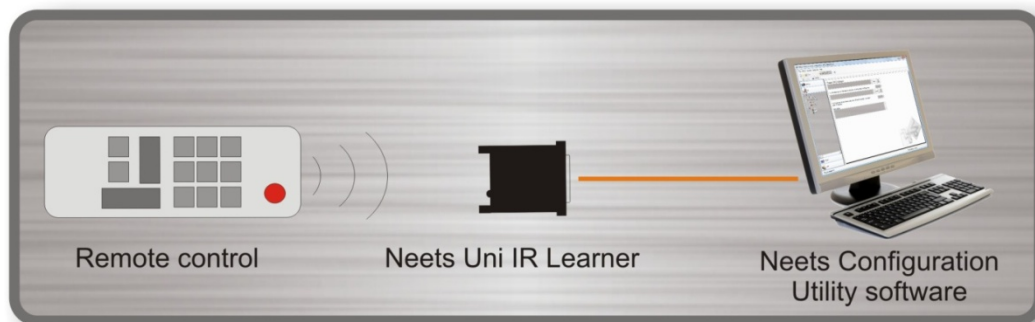 Remote control
Neets Uni IR Learner
Neets Configuration
Utility software